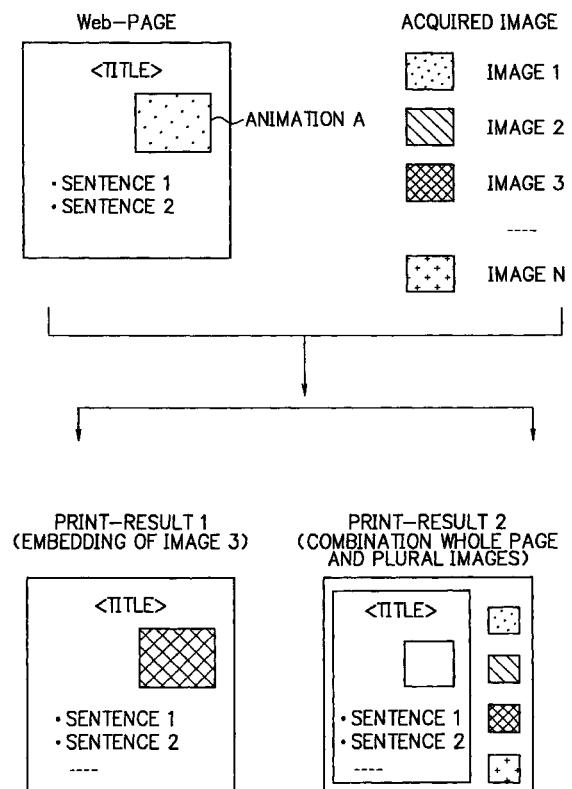 Web-PAGE
<TITLE>
ANIMATION A
・SENTENCE 1
・SENTENCE 2
ACQUIRED IMAGE
IMAGE 1
IMAGE 2
IMAGE 3
----
IMAGE N
PRINT-RESULT 1
(EMBEDDING OF IMAGE 3)
<TITLE>
・SENTENCE 1
・SENTENCE 2
----
PRINT-RESULT 2
(COMBINATION WHOLE PAGE
AND PLURAL IMAGES)
<TITLE>
・SENTENCE 1
・SENTENCE 2
----